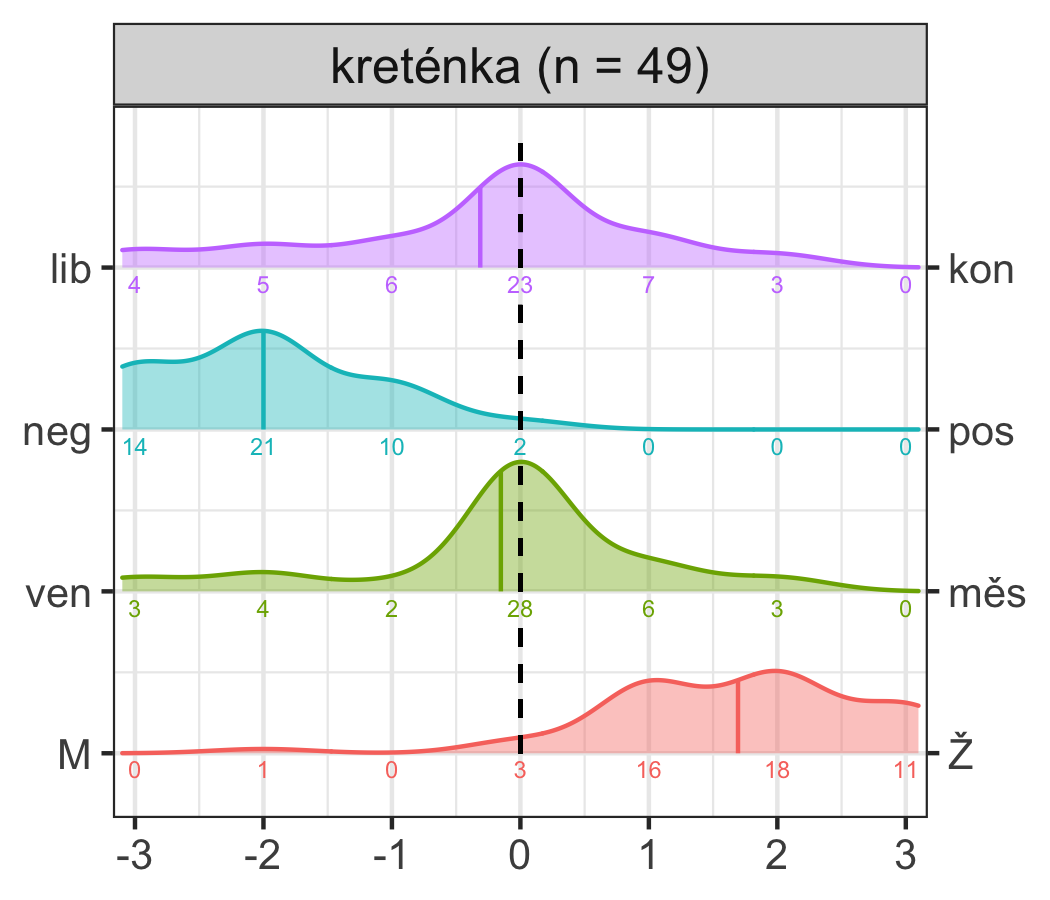 kreténka (n = 49)
lib kon
4 5 6 23 7 3 0
neg pos
14 21 10 2 0 0 0
ven měs
3 4 2 28 6 3 0
M Ž
0 1 0 3 16 18 11
-3 -2 -1 0 1 2 3